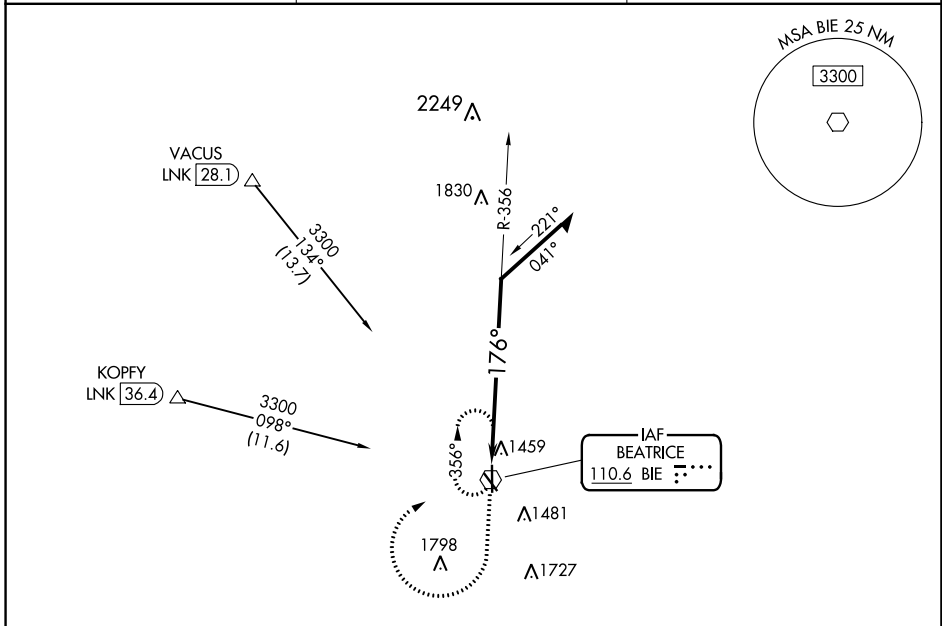 MSA BIE 25 NM
3300
2249
VACUS
LNK 28.1
1830
R-356
221°
041°
3300
134°
(13.7)
176°
KOPFY
LNK 36.4
3300
098°
(11.6)
356°
1459
IAF
BEATRICE
110.6 BIE
1481
1798
1727